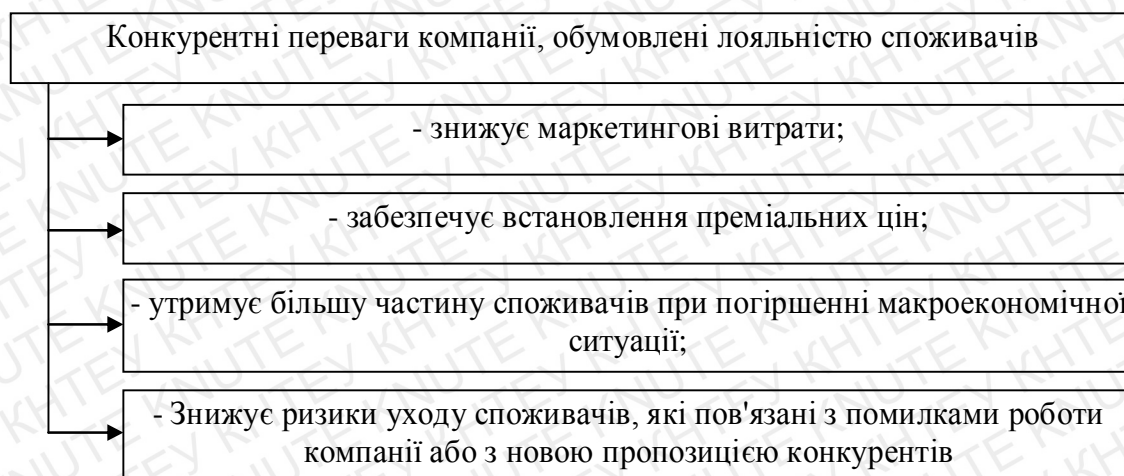 Конкурентні переваги компанії, обумовлені лояльністю споживачів
- знижує маркетингові витрати;
- забезпечує встановлення преміальних цін;
- утримує більшу частину споживачів при погіршенні макроекономічної
ситуації;
- Знижує ризики уходу споживачів, які пов'язані з помилками роботи
компанії або з новою пропозицією конкурентів